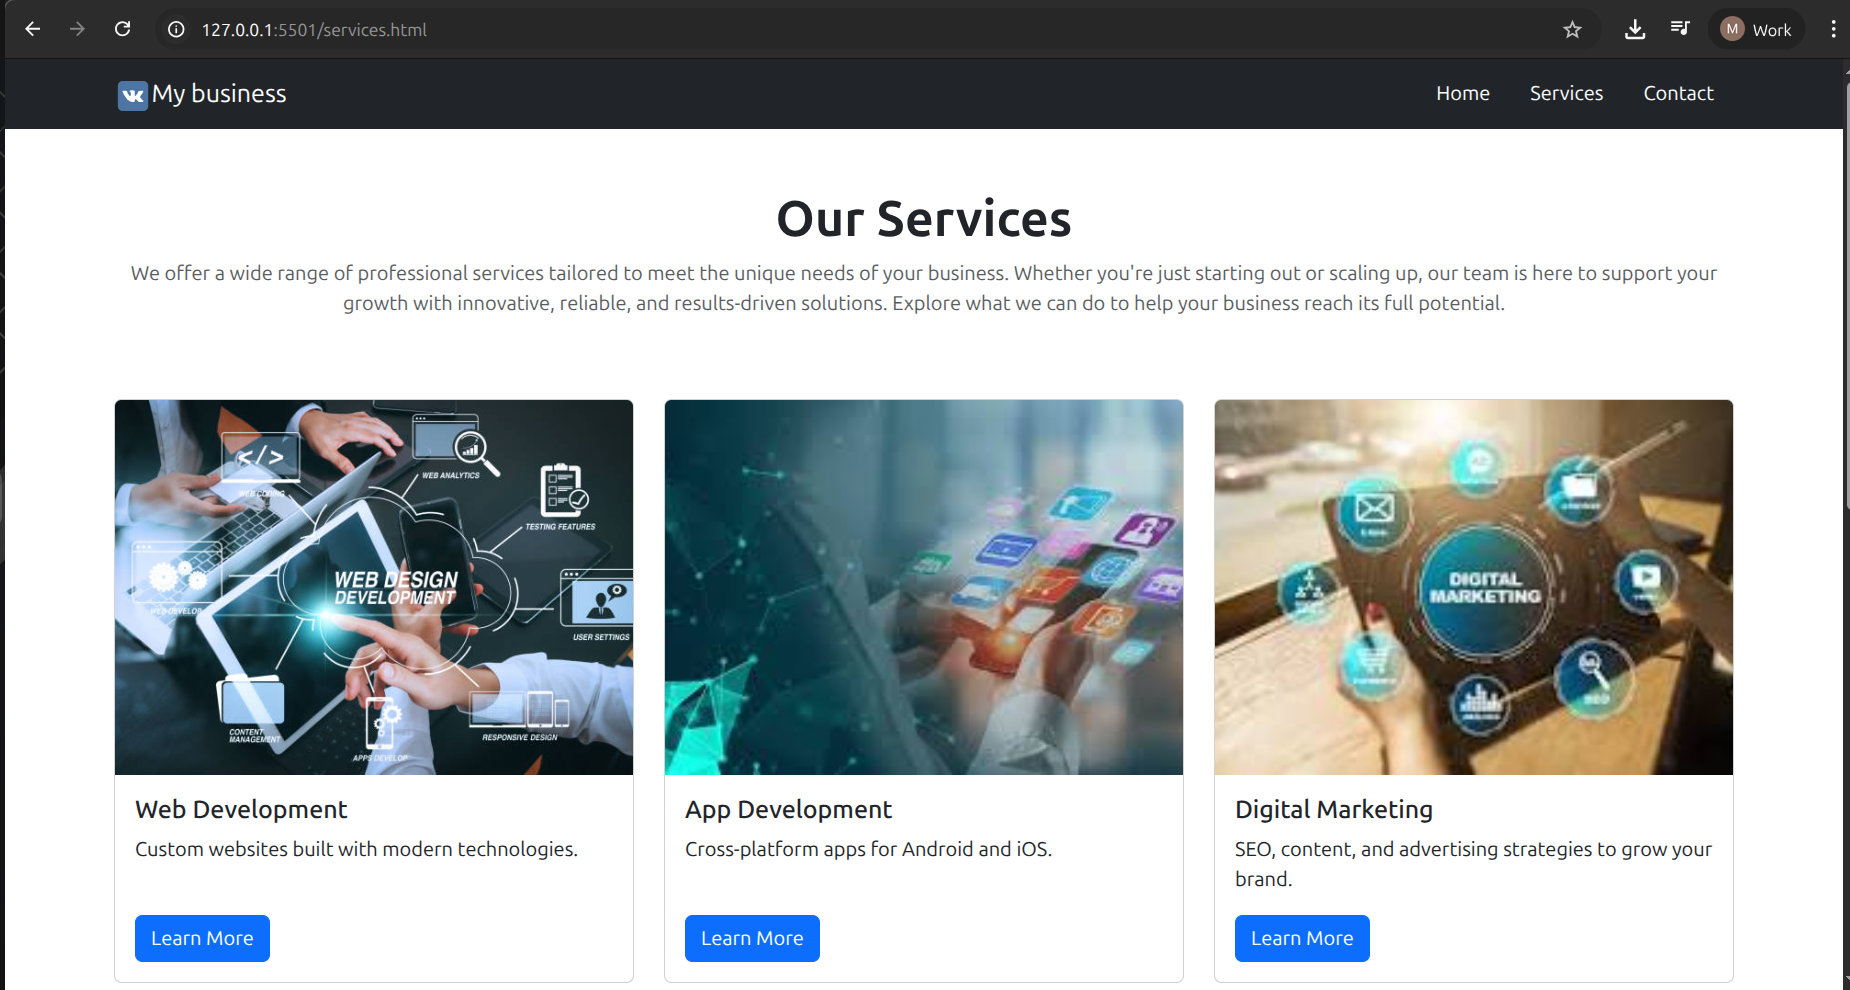 127.0.0.1:5501/services.html
M Work
My business
Home Services Contact
Our Services
We offer a wide range of professional services tailored to meet the unique needs of your business. Whether you're just starting out or scaling up, our team is here to support your
growth with innovative, reliable, and results-driven solutions. Explore what we can do to help your business reach its full potential.
</>
WEB CODING
WEB ANALYTICS
TESTING FEATURES
WEB DESIGN
DEVELOPMENT
WEB DEVELOP
USER SETTINGS
CONTENT
MANAGEMENT
APPS DEVELOP
RESPONSIVE DESIGN
DIGITAL
MARKETING
SEO
Web Development
Custom websites built with modern technologies.
Learn More
App Development
Cross-platform apps for Android and iOS.
Learn More
Digital Marketing
SEO, content, and advertising strategies to grow your
brand.
Learn More